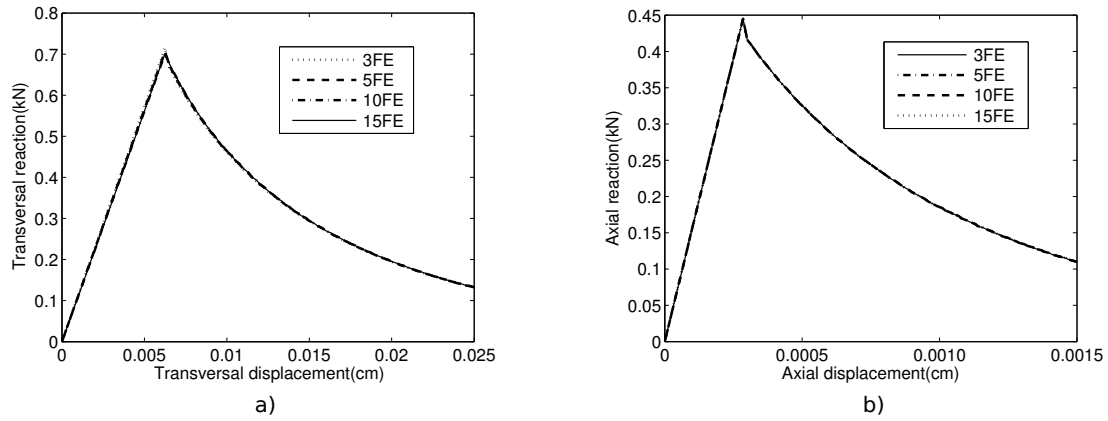 0.8
0.7
0.6
0.5
0.4
0.3
0.2
0.1
0
Transversal reaction(kN)
3FE
5FE
10FE
15FE
0 0.005 0.01 0.015 0.02 0.025
Transversal displacement(cm)
a)
0.45
0.4
0.35
0.3
0.25
0.2
0.15
0.1
0.05
0
Axial reaction(kN)
3FE
5FE
10FE
15FE
0 0.0005 0.0010 0.0015
Axial displacement(cm)
b)